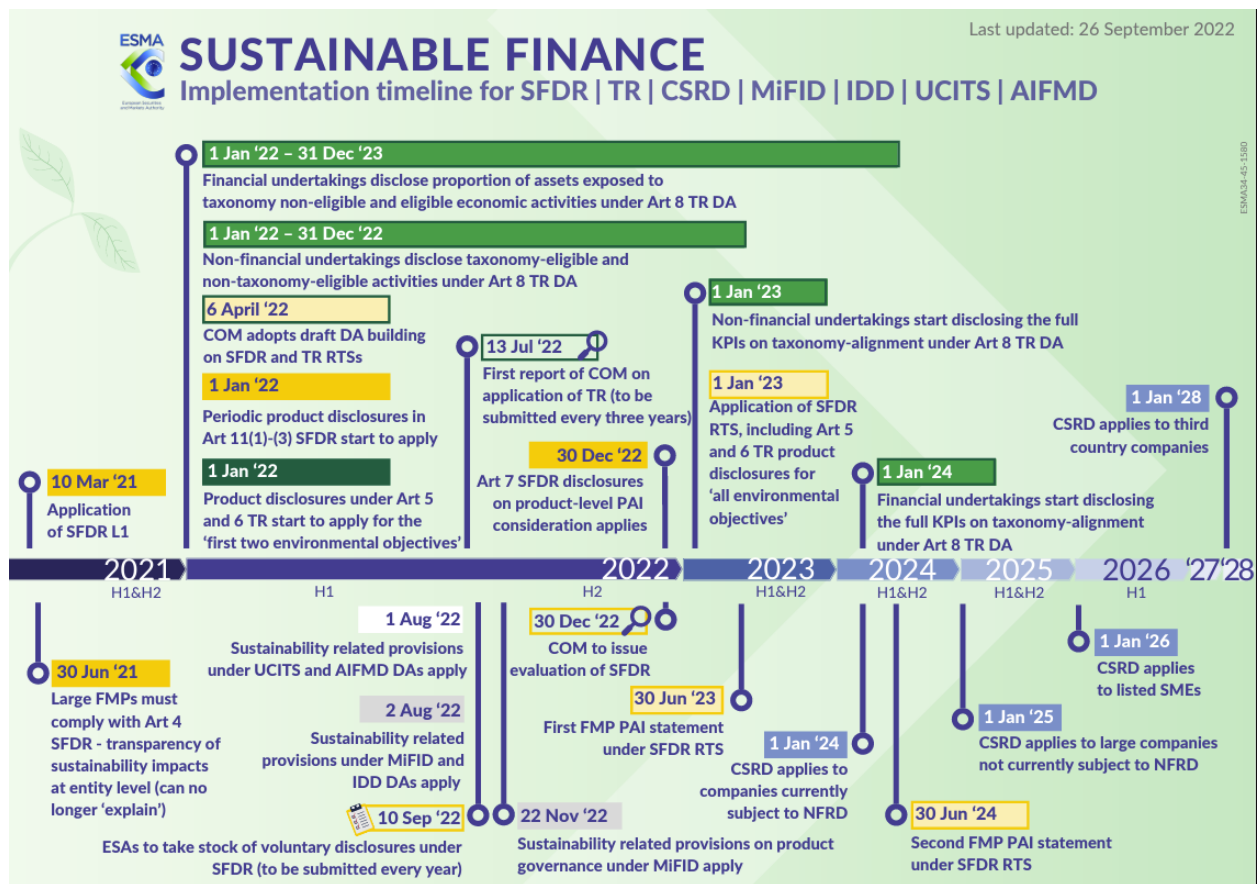 Last updated: 26 September 2022
ESMA
European Securities
and Markets Authority
SUSTAINABLE FINANCE
Implementation timeline for SFDR | TR | CSRD | MiFID | IDD | UCITS | AIFMD
ESMA34-45-1580
1 Jan ‘22 – 31 Dec ‘23
Financial undertakings disclose proportion of assets exposed to
taxonomy non-eligible and eligible economic activities under Art 8 TR DA
1 Jan ‘22 – 31 Dec ‘22
Non-financial undertakings disclose taxonomy-eligible and
non-taxonomy-eligible activities under Art 8 TR DA
6 April ‘22
COM adopts draft DA building
on SFDR and TR RTSs
1 Jan ‘22
Periodic product disclosures in
Art 11(1)-(3) SFDR start to apply
1 Jan ‘22
Product disclosures under Art 5
and 6 TR start to apply for the
‘first two environmental objectives’
10 Mar ‘21
Application
of SFDR L1
13 Jul ‘22
First report of COM on
application of TR (to be
submitted every three years)
30 Dec ‘22
Art 7 SFDR disclosures
on product-level PAI
consideration applies
1 Jan ‘23
Non-financial undertakings start disclosing the full
KPIs on taxonomy-alignment under Art 8 TR DA
1 Jan ‘23
Application of SFDR
RTS, including Art 5
and 6 TR product
disclosures for
‘all environmental
objectives’
1 Jan ‘24
Financial undertakings start disclosing
the full KPIs on taxonomy-alignment
under Art 8 TR DA
1 Jan ‘28
CSRD applies to third
country companies
2021 2022 2023 2024 2025 2026 ‘27 ‘28
H1&H2 H1 H2 H1&H2 H1&H2 H1&H2 H1
30 Jun ‘21
Large FMPs must
comply with Art 4
SFDR - transparency of
sustainability impacts
at entity level (can no
longer ‘explain’)
1 Aug ‘22
Sustainability related provisions
under UCITS and AIFMD DAs apply
2 Aug ‘22
Sustainability related
provisions under MiFID and
IDD DAs apply
10 Sep ‘22
ESAs to take stock of voluntary disclosures under
SFDR (to be submitted every year)
30 Dec ‘22
COM to issue
evaluation of SFDR
22 Nov ‘22
Sustainability related provisions on product
governance under MiFID apply
30 Jun ‘23
First FMP PAI statement
under SFDR RTS
1 Jan ‘24
CSRD applies to
companies currently
subject to NFRD
30 Jun ‘24
Second FMP PAI statement
under SFDR RTS
1 Jan ‘25
CSRD applies to large companies
not currently subject to NFRD
1 Jan ‘26
CSRD applies
to listed SMEs